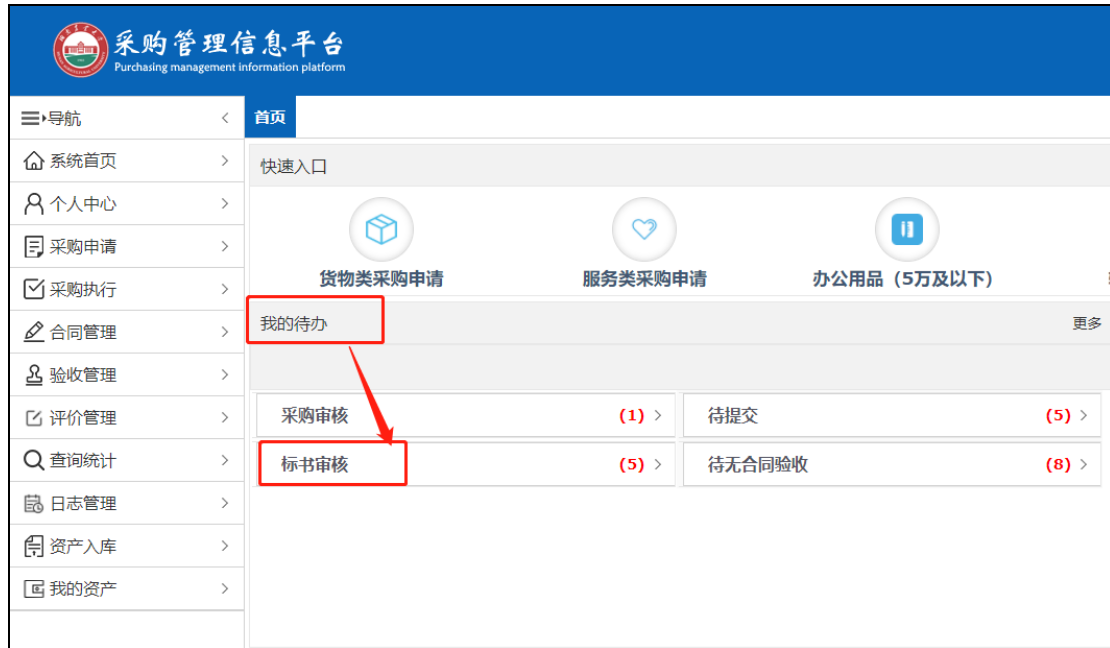 采购管理信息平台
Purchasing management information platform
导航
首页
系统首页
快速入口
个人中心
采购申请
货物类采购申请
服务类采购申请
办公用品（5万及以下）
采购执行
我的待办
更多
合同管理
验收管理
评价管理
采购审核
(1)
待提交
(5)
查询统计
标书审核
(5)
待无合同验收
(8)
日志管理
资产入库
我的资产